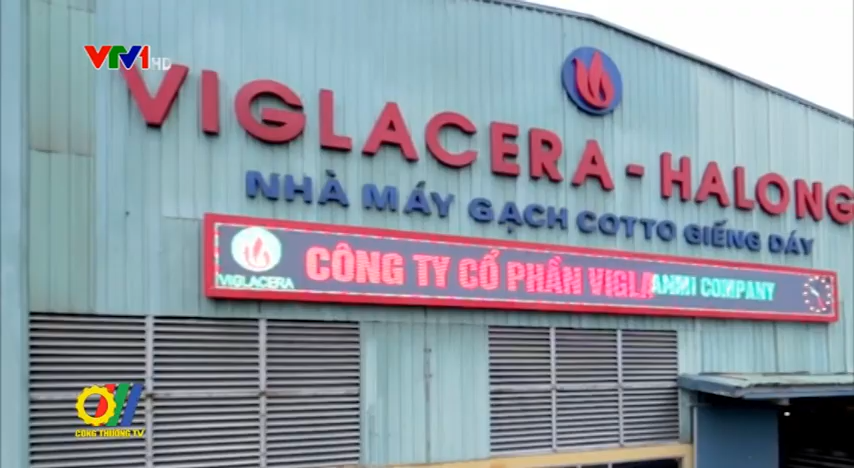 VTV1 HD
VIGLACERA - HALONG
NHÀ MÁY GẠCH COTTO GIẾNG ĐÁY
VIGLACERA
CÔNG TY CỔ PHẦN VIGLA
COMPANY
CÔNG THƯƠNG TV